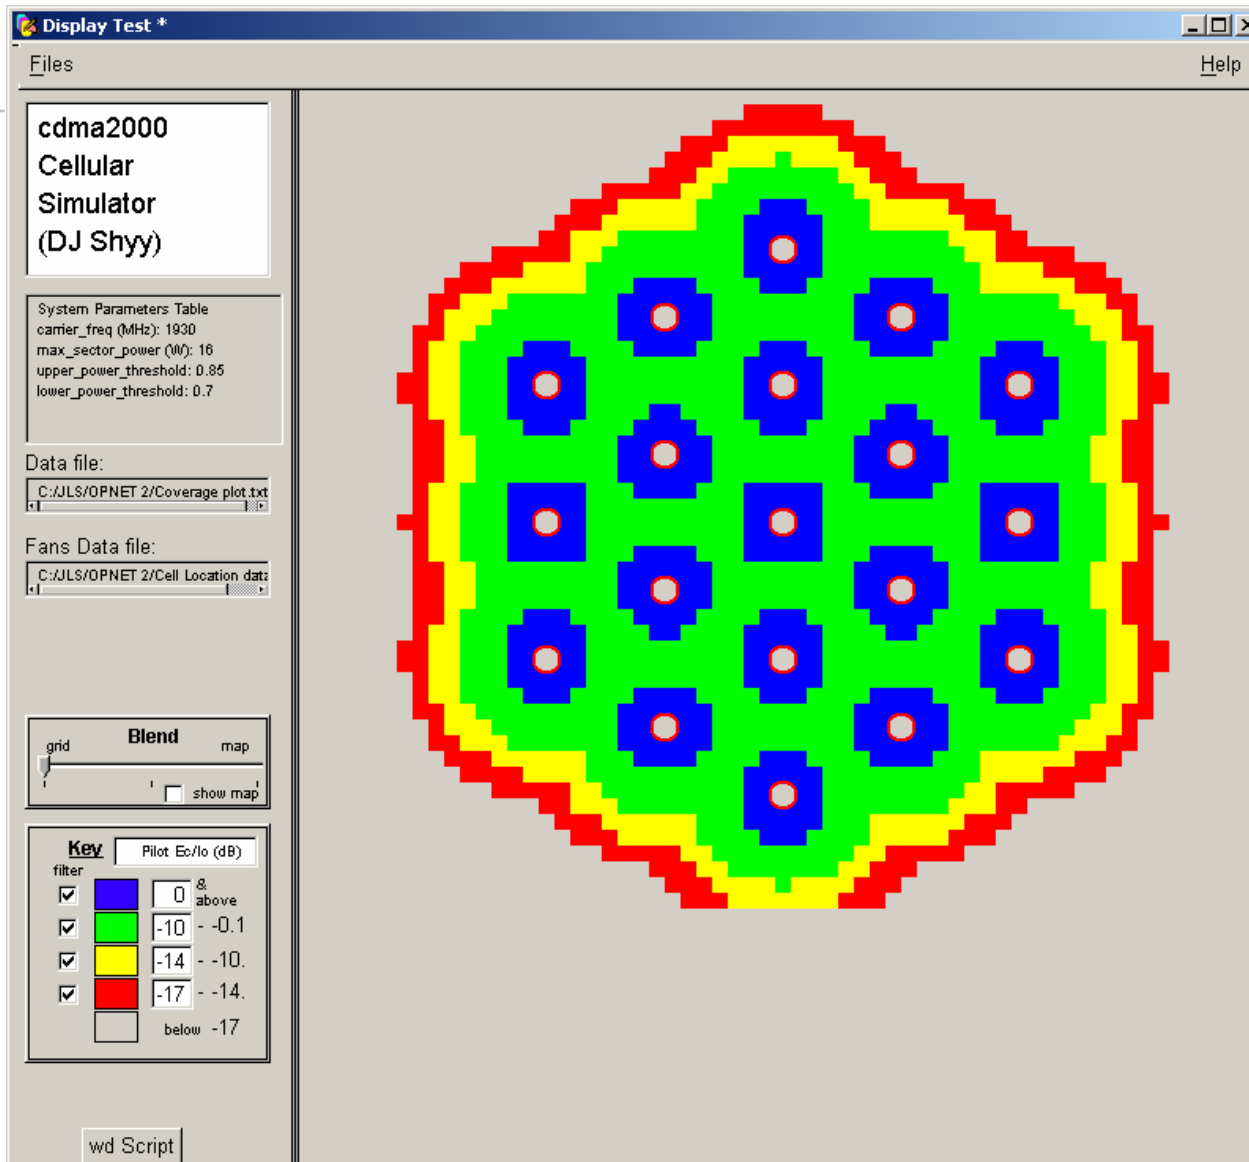 Display Test *
Files Help
cdma2000
Cellular
Simulator
(DJ Shyy)
System Parameters Table
carrier_freq (MHz): 1930
max_sector_power (W): 16
upper_power_threshold: 0.85
lower_power_threshold: 0.7
Data file:
C:/JLS/OPNET 2/Coverage plot.txt
Fans Data file:
C:/JLS/OPNET 2/Cell Location data
Blend
grid map
show map
Key Pilot Ec/Io (dB)
filter
0 & above
-10 - -0.1
-14 - -10.
-17 - -14.
below -17
wd Script